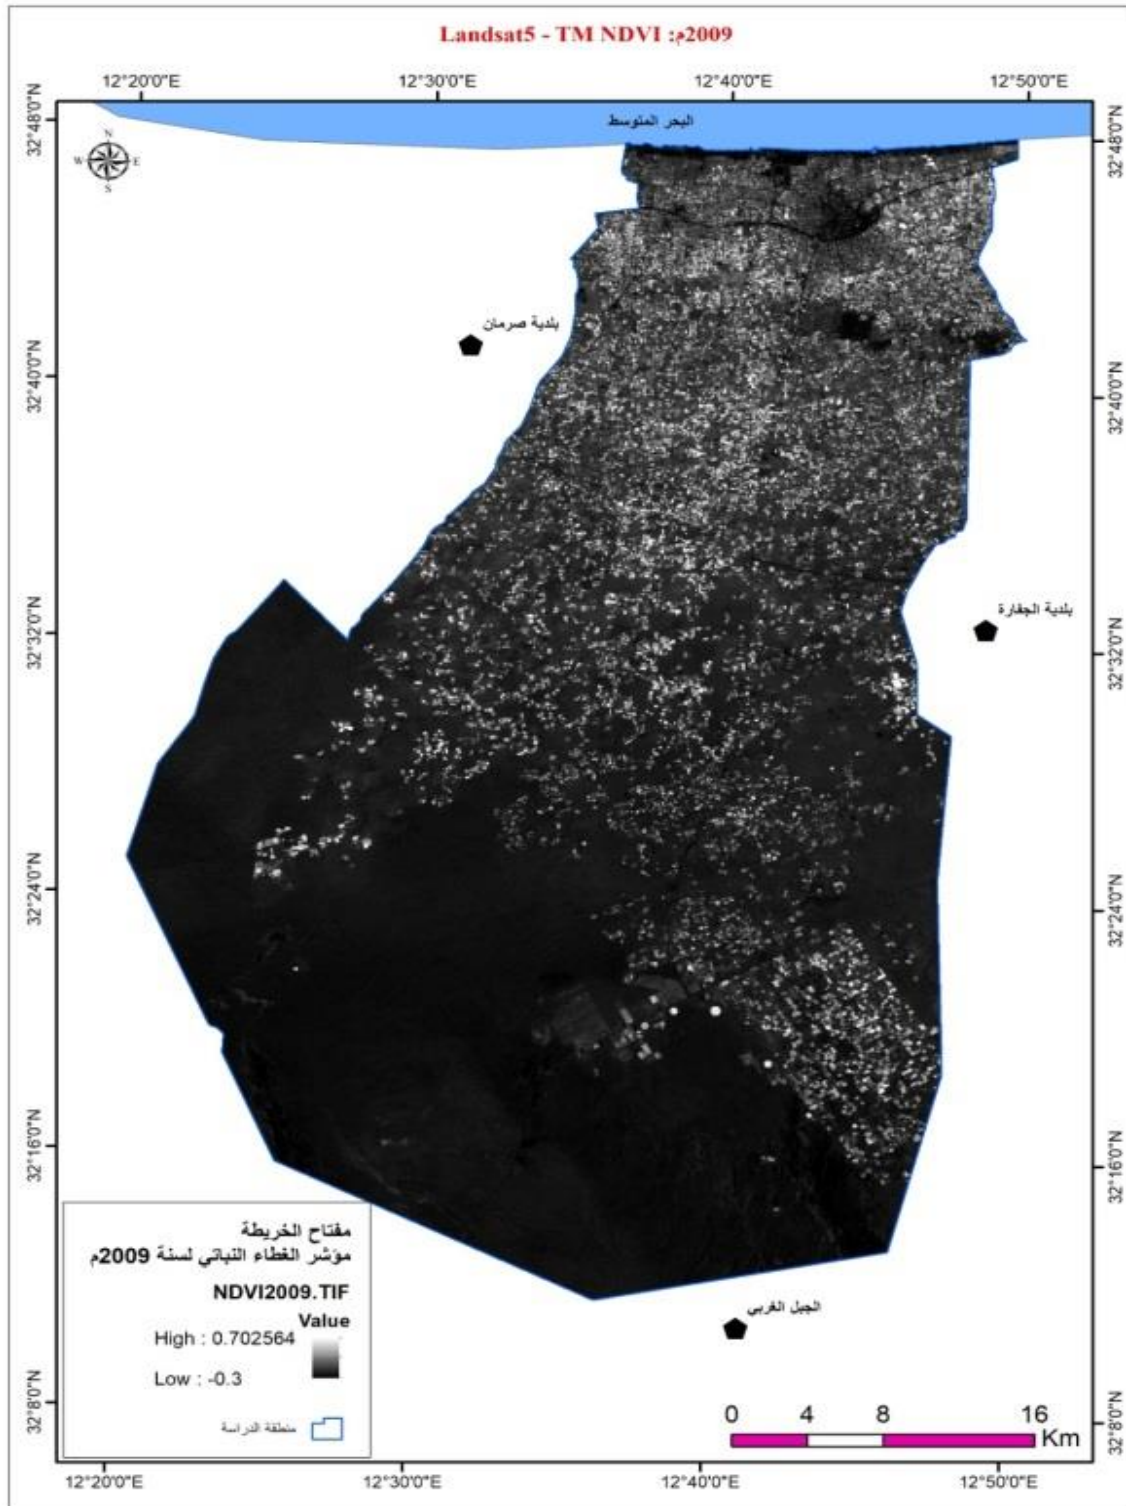 Landsat5 - TM NDVI :2009م
12°20'0"E 12°30'0"E 12°40'0"E 12°50'0"E
32°48'0"N
32°48'0"N
البحر المتوسط
N
W E
S
بلدية صرمان
32°40'0"N
32°40'0"N
بلدية الجفارة
32°32'0"N
32°32'0"N
32°24'0"N
32°24'0"N
32°16'0"N
32°16'0"N
مفتاح الخريطة
مؤشر الغطاء النباتي لسنة 2009م
NDVI2009.TIF
Value
High : 0.702564
Low : -0.3
منطقة الدراسة
الجبل الغربي
32°8'0"N
32°8'0"N
0 4 8 16
Km
12°20'0"E 12°30'0"E 12°40'0"E 12°50'0"E